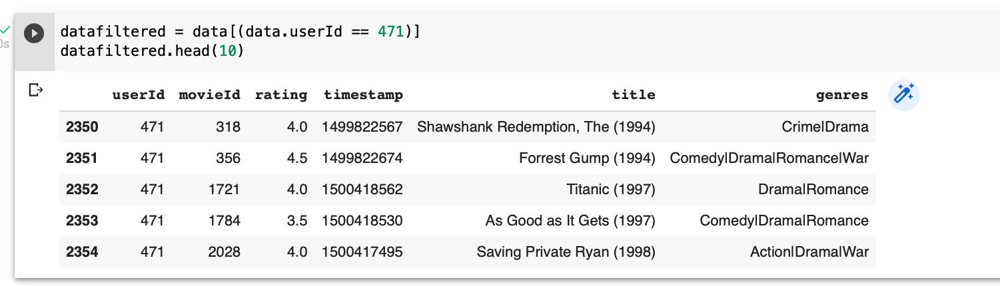 datafiltered = data[(data.userId == 471)]
0s
datafiltered.head(10)
userId movieId rating timestamp title genres
2350 471 318 4.0 1499822567 Shawshank Redemption, The (1994) Crime|Drama
2351 471 356 4.5 1499822674 Forrest Gump (1994) Comedy|Drama|Romance|War
2352 471 1721 4.0 1500418562 Titanic (1997) Drama|Romance
2353 471 1784 3.5 1500418530 As Good as It Gets (1997) Comedy|Drama|Romance
2354 471 2028 4.0 1500417495 Saving Private Ryan (1998) Action|Drama|War